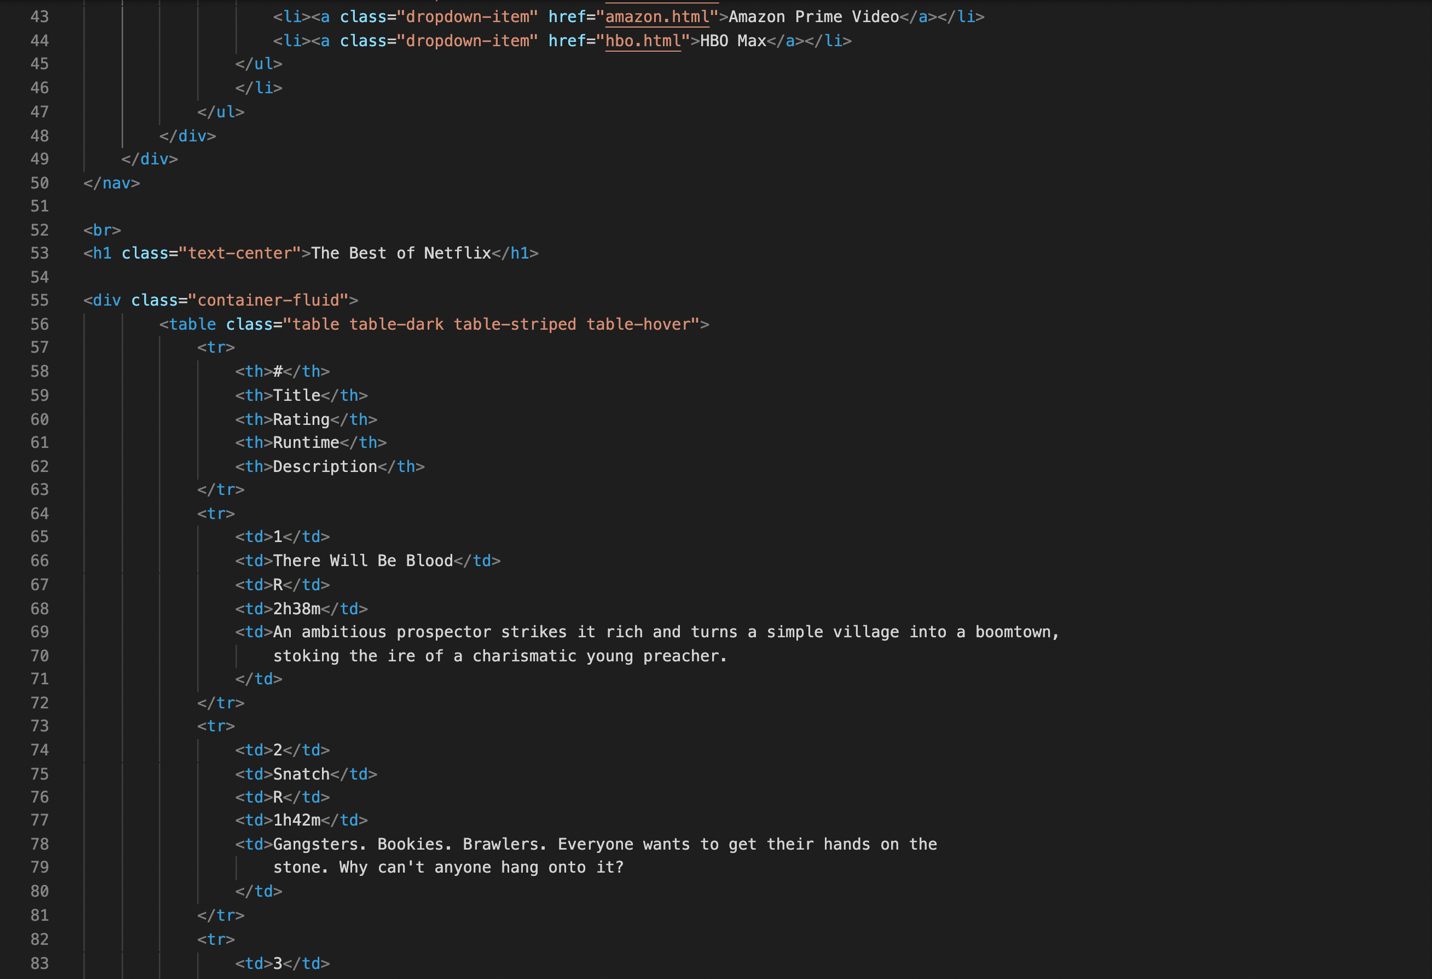 43 <li><a class="dropdown-item" href="amazon.html">Amazon Prime Video</a></li>
44 <li><a class="dropdown-item" href="hbo.html">HBO Max</a></li>
45 </ul>
46 </li>
47 </ul>
48 </div>
49 </div>
50 </nav>
51
52 <br>
53 <h1 class="text-center">The Best of Netflix</h1>
54
55 <div class="container-fluid">
56 <table class="table table-dark table-striped table-hover">
57 <tr>
58 <th>#</th>
59 <th>Title</th>
60 <th>Rating</th>
61 <th>Runtime</th>
62 <th>Description</th>
63 </tr>
64 <tr>
65 <td>1</td>
66 <td>There Will Be Blood</td>
67 <td>R</td>
68 <td>2h38m</td>
69 <td>An ambitious prospector strikes it rich and turns a simple village into a boomtown,
70 stoking the ire of a charismatic young preacher.
71 </td>
72 </tr>
73 <tr>
74 <td>2</td>
75 <td>Snatch</td>
76 <td>R</td>
77 <td>1h42m</td>
78 <td>Gangsters. Bookies. Brawlers. Everyone wants to get their hands on the
79 stone. Why can't anyone hang onto it?
80 </td>
81 </tr>
82 <tr>
83 <td>3</td>